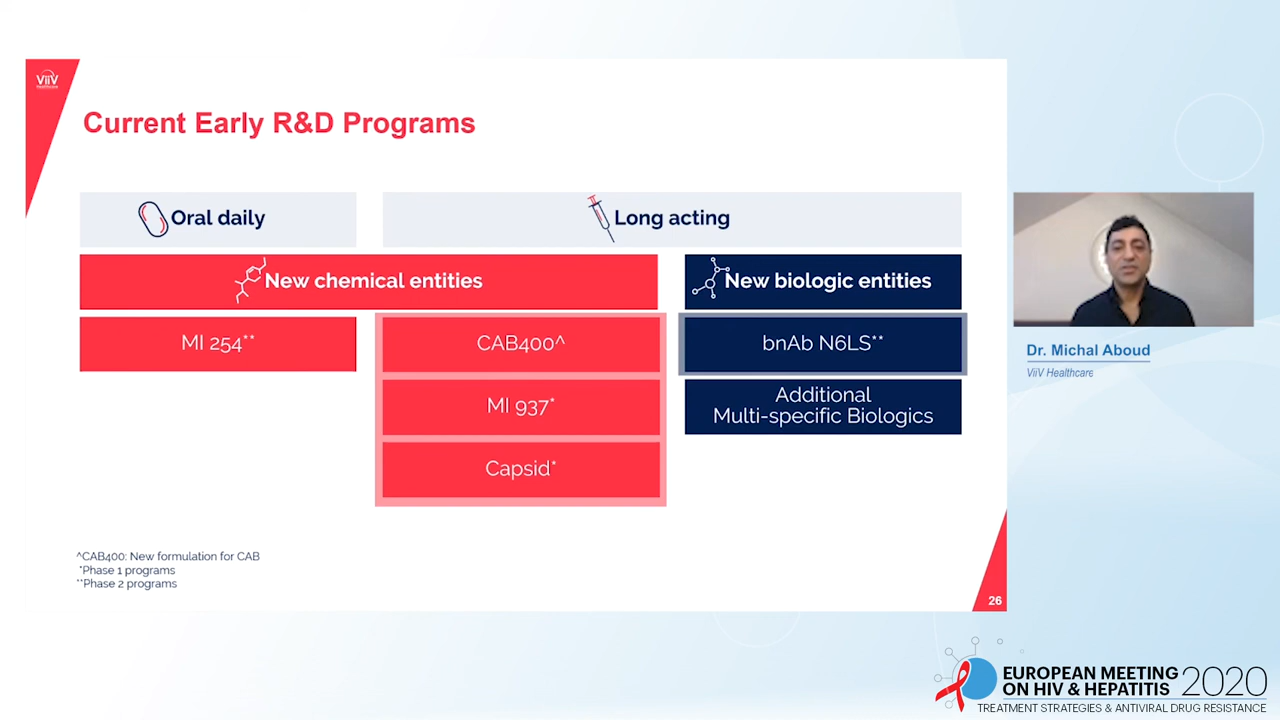 ViiV
Healthcare
Current Early R&D Programs
Oral daily
Long acting
New chemical entities
New biologic entities
MI 254**
CAB400^
bnAb N6LS**
MI 937*
Additional
Multi-specific Biologics
Capsid*
^CAB400: New formulation for CAB
*Phase 1 programs
**Phase 2 programs
26
Dr. Michal Aboud
ViiV Healthcare
EUROPEAN MEETING
ON HIV & HEPATITIS 2020
TREATMENT STRATEGIES & ANTIVIRAL DRUG RESISTANCE